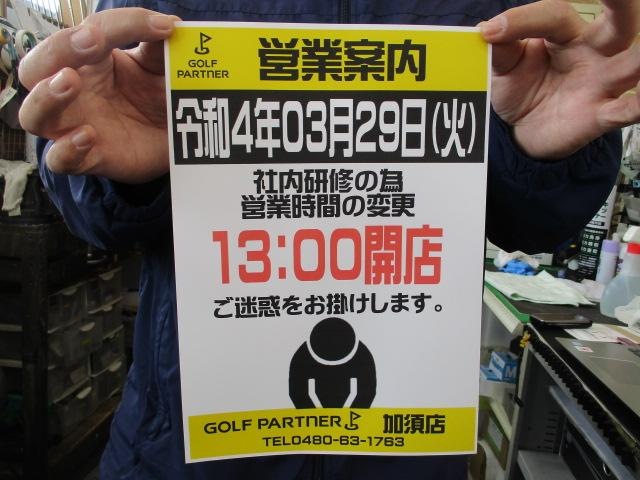 GOLF
PARTNER
営業案内
令和4年03月29日(火)
社内研修の為
営業時間の変更
13:00開店
ご迷惑をお掛けします。
GOLF PARTNER 加須店
TEL0480-63-1763